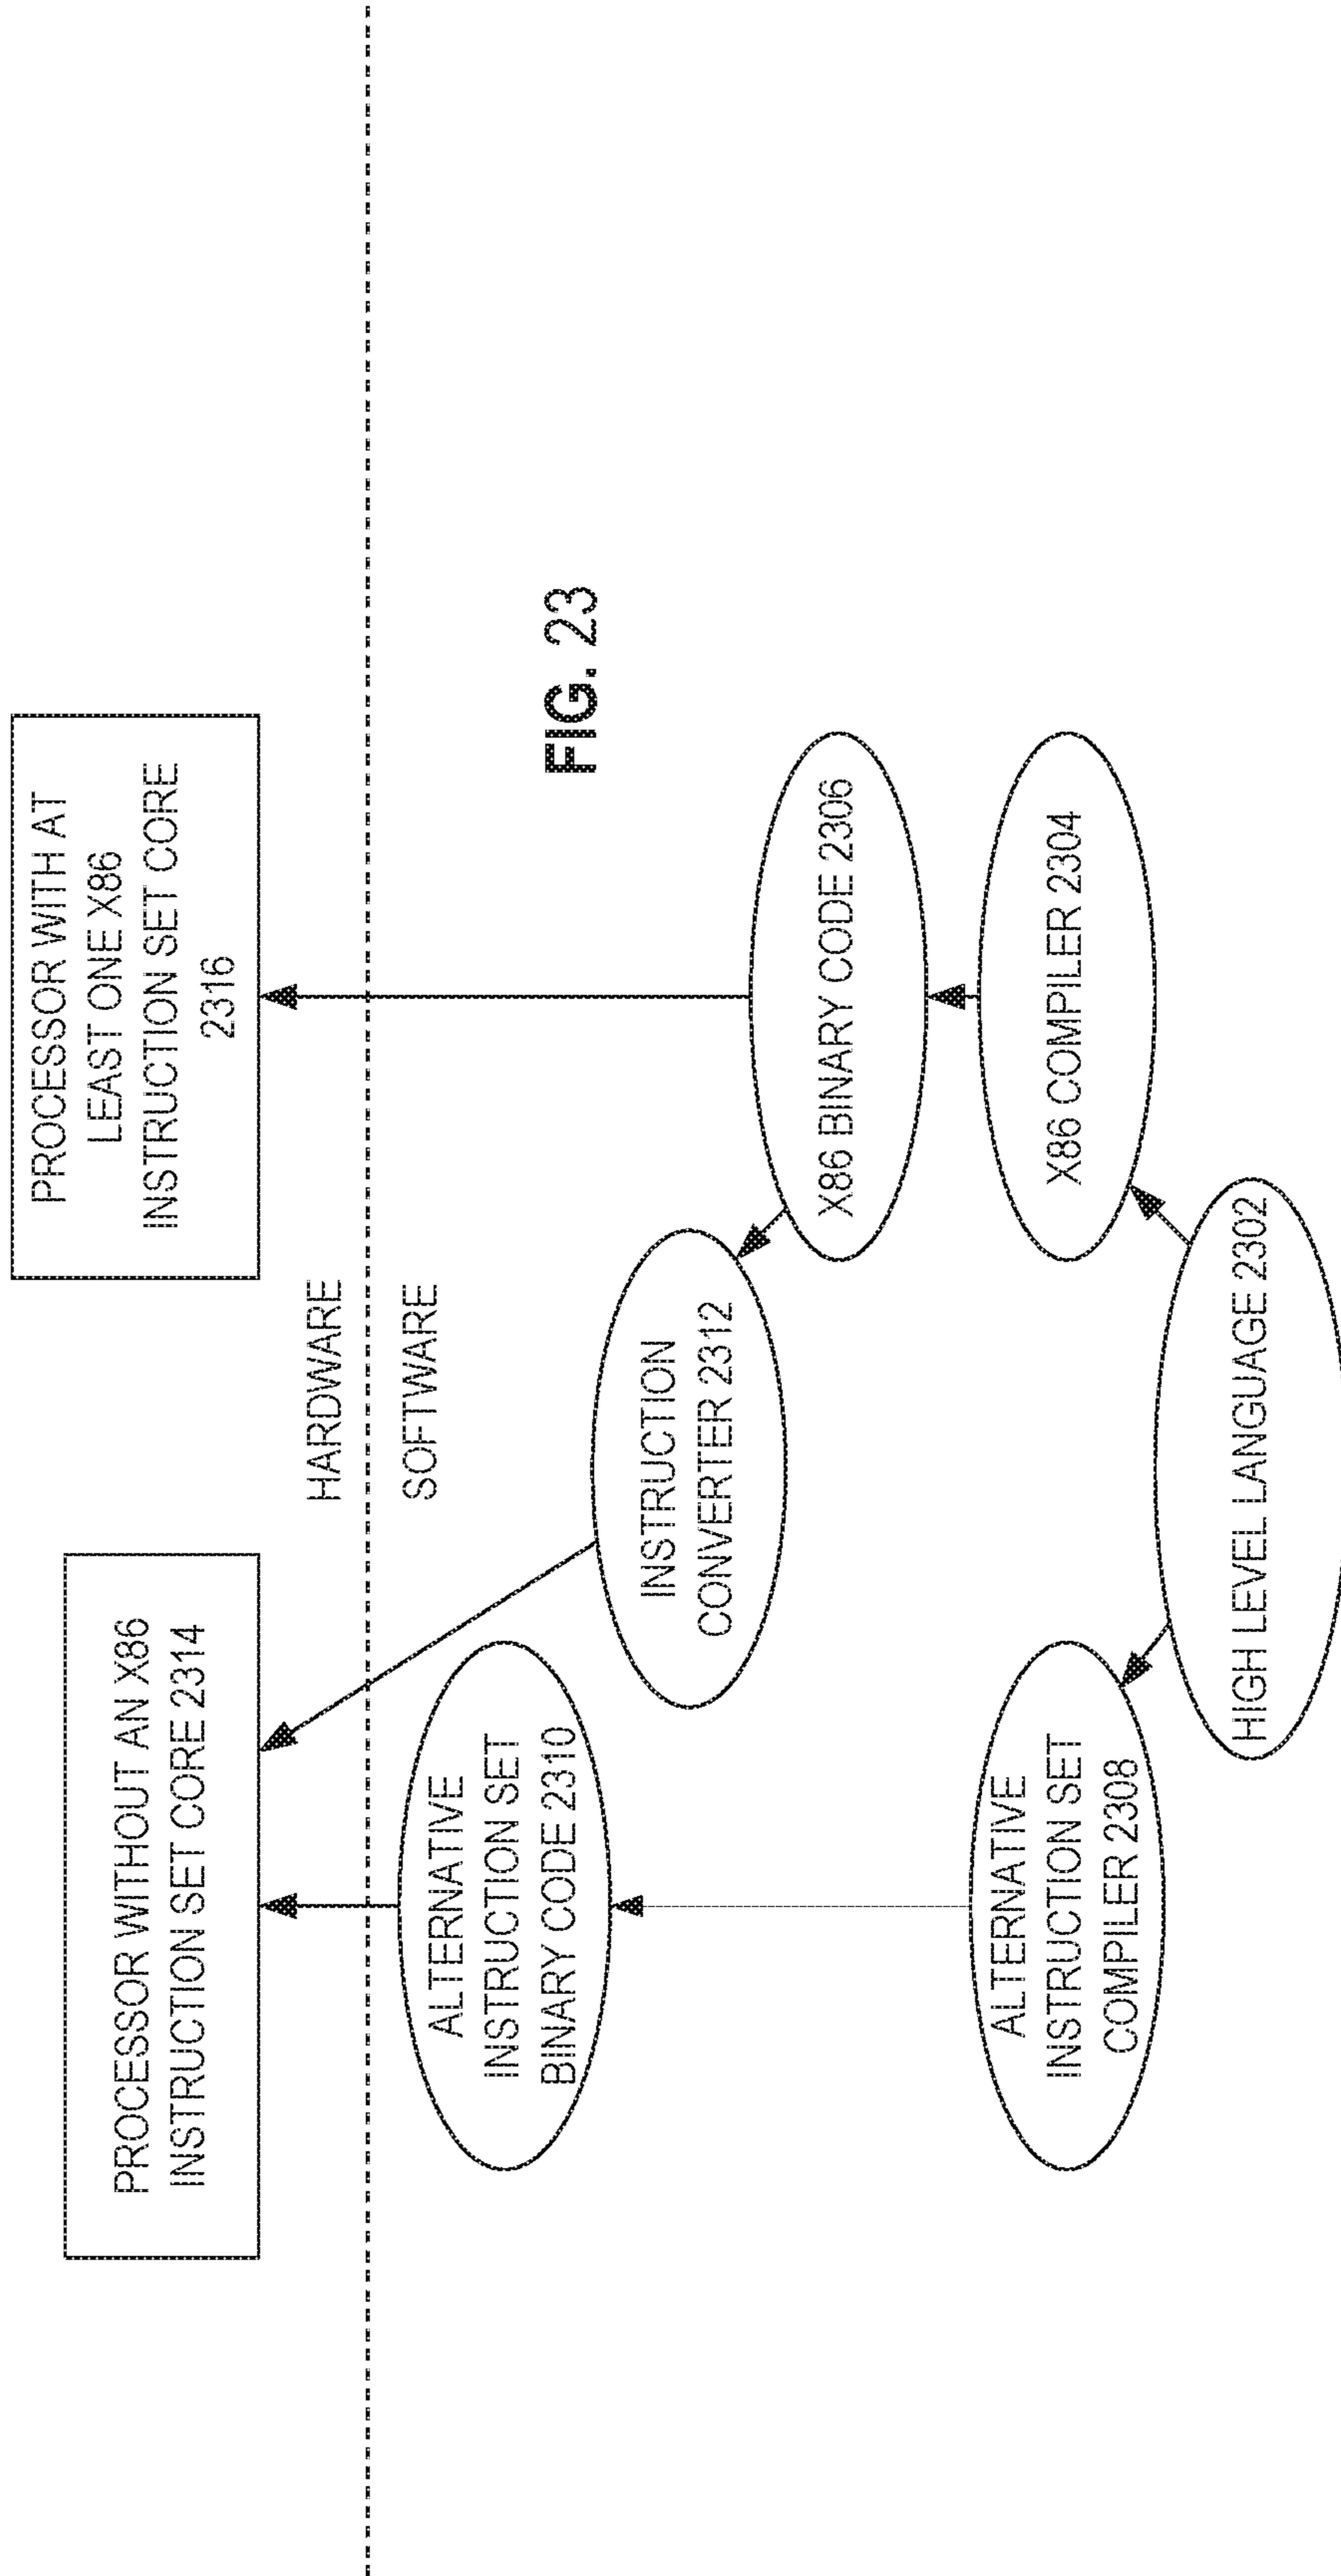 PROCESSOR WITHOUT AN X86
INSTRUCTION SET CORE 2314
PROCESSOR WITH AT
LEAST ONE X86
INSTRUCTION SET CORE
2316
HARDWARE
SOFTWARE
ALTERNATIVE
INSTRUCTION SET
BINARY CODE 2310
INSTRUCTION
CONVERTER 2312
FIG. 23
X86 BINARY CODE 2306
ALTERNATIVE
INSTRUCTION SET
COMPILER 2308
X86 COMPILER 2304
HIGH LEVEL LANGUAGE 2302